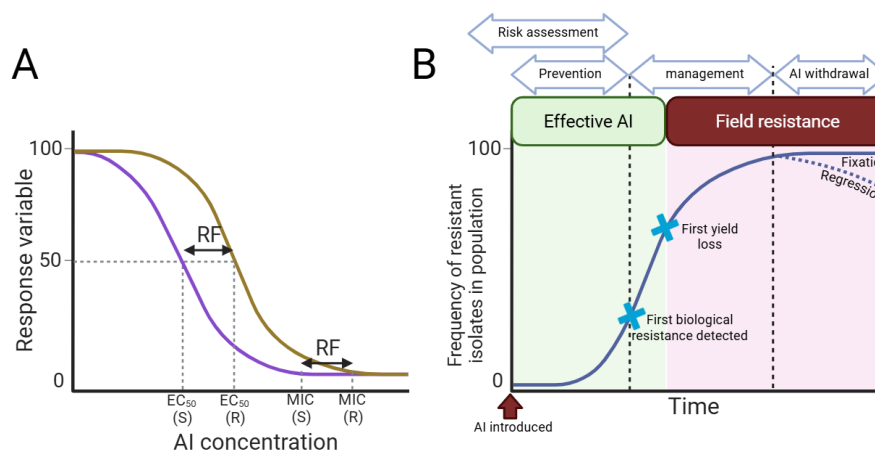 A
Response variable
100
50
0
RF
RF
EC₅₀
(S)
EC₅₀
(R)
MIC
(S)
MIC
(R)
AI concentration
B
Risk assessment
Prevention
management
AI withdrawal
Effective AI
Field resistance
Frequency of resistant
isolates in population
100
0
Fixatio
Regressio
First yield
loss
First biological
resistance detected
Time
AI introduced